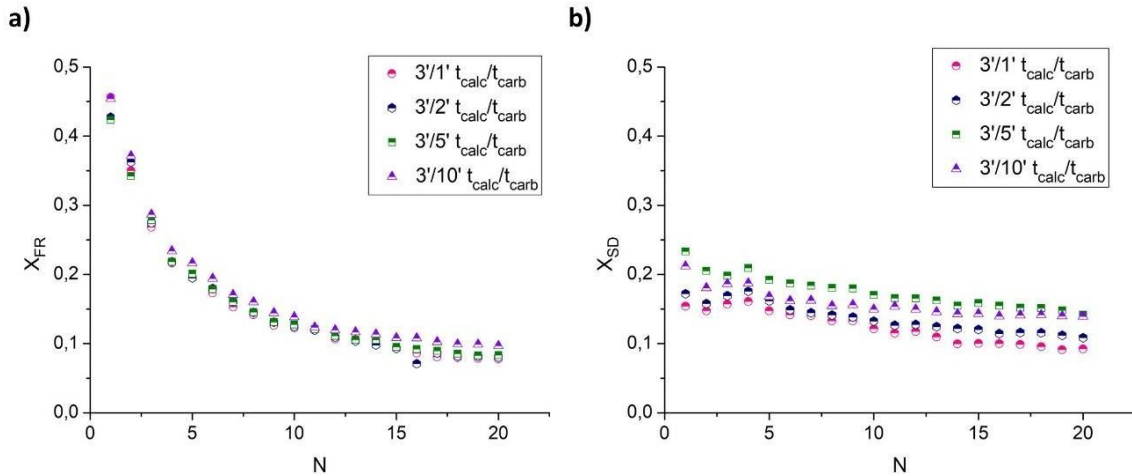 a)
0,5
0,4
0,3
0,2
0,1
0,0
X_FR
0
5
10
15
20
N
3'/1' t_calc/t_carb
3'/2' t_calc/t_carb
3'/5' t_calc/t_carb
3'/10' t_calc/t_carb
b)
0,5
0,4
0,3
0,2
0,1
0,0
X_SD
0
5
10
15
20
N
3'/1' t_calc/t_carb
3'/2' t_calc/t_carb
3'/5' t_calc/t_carb
3'/10' t_calc/t_carb